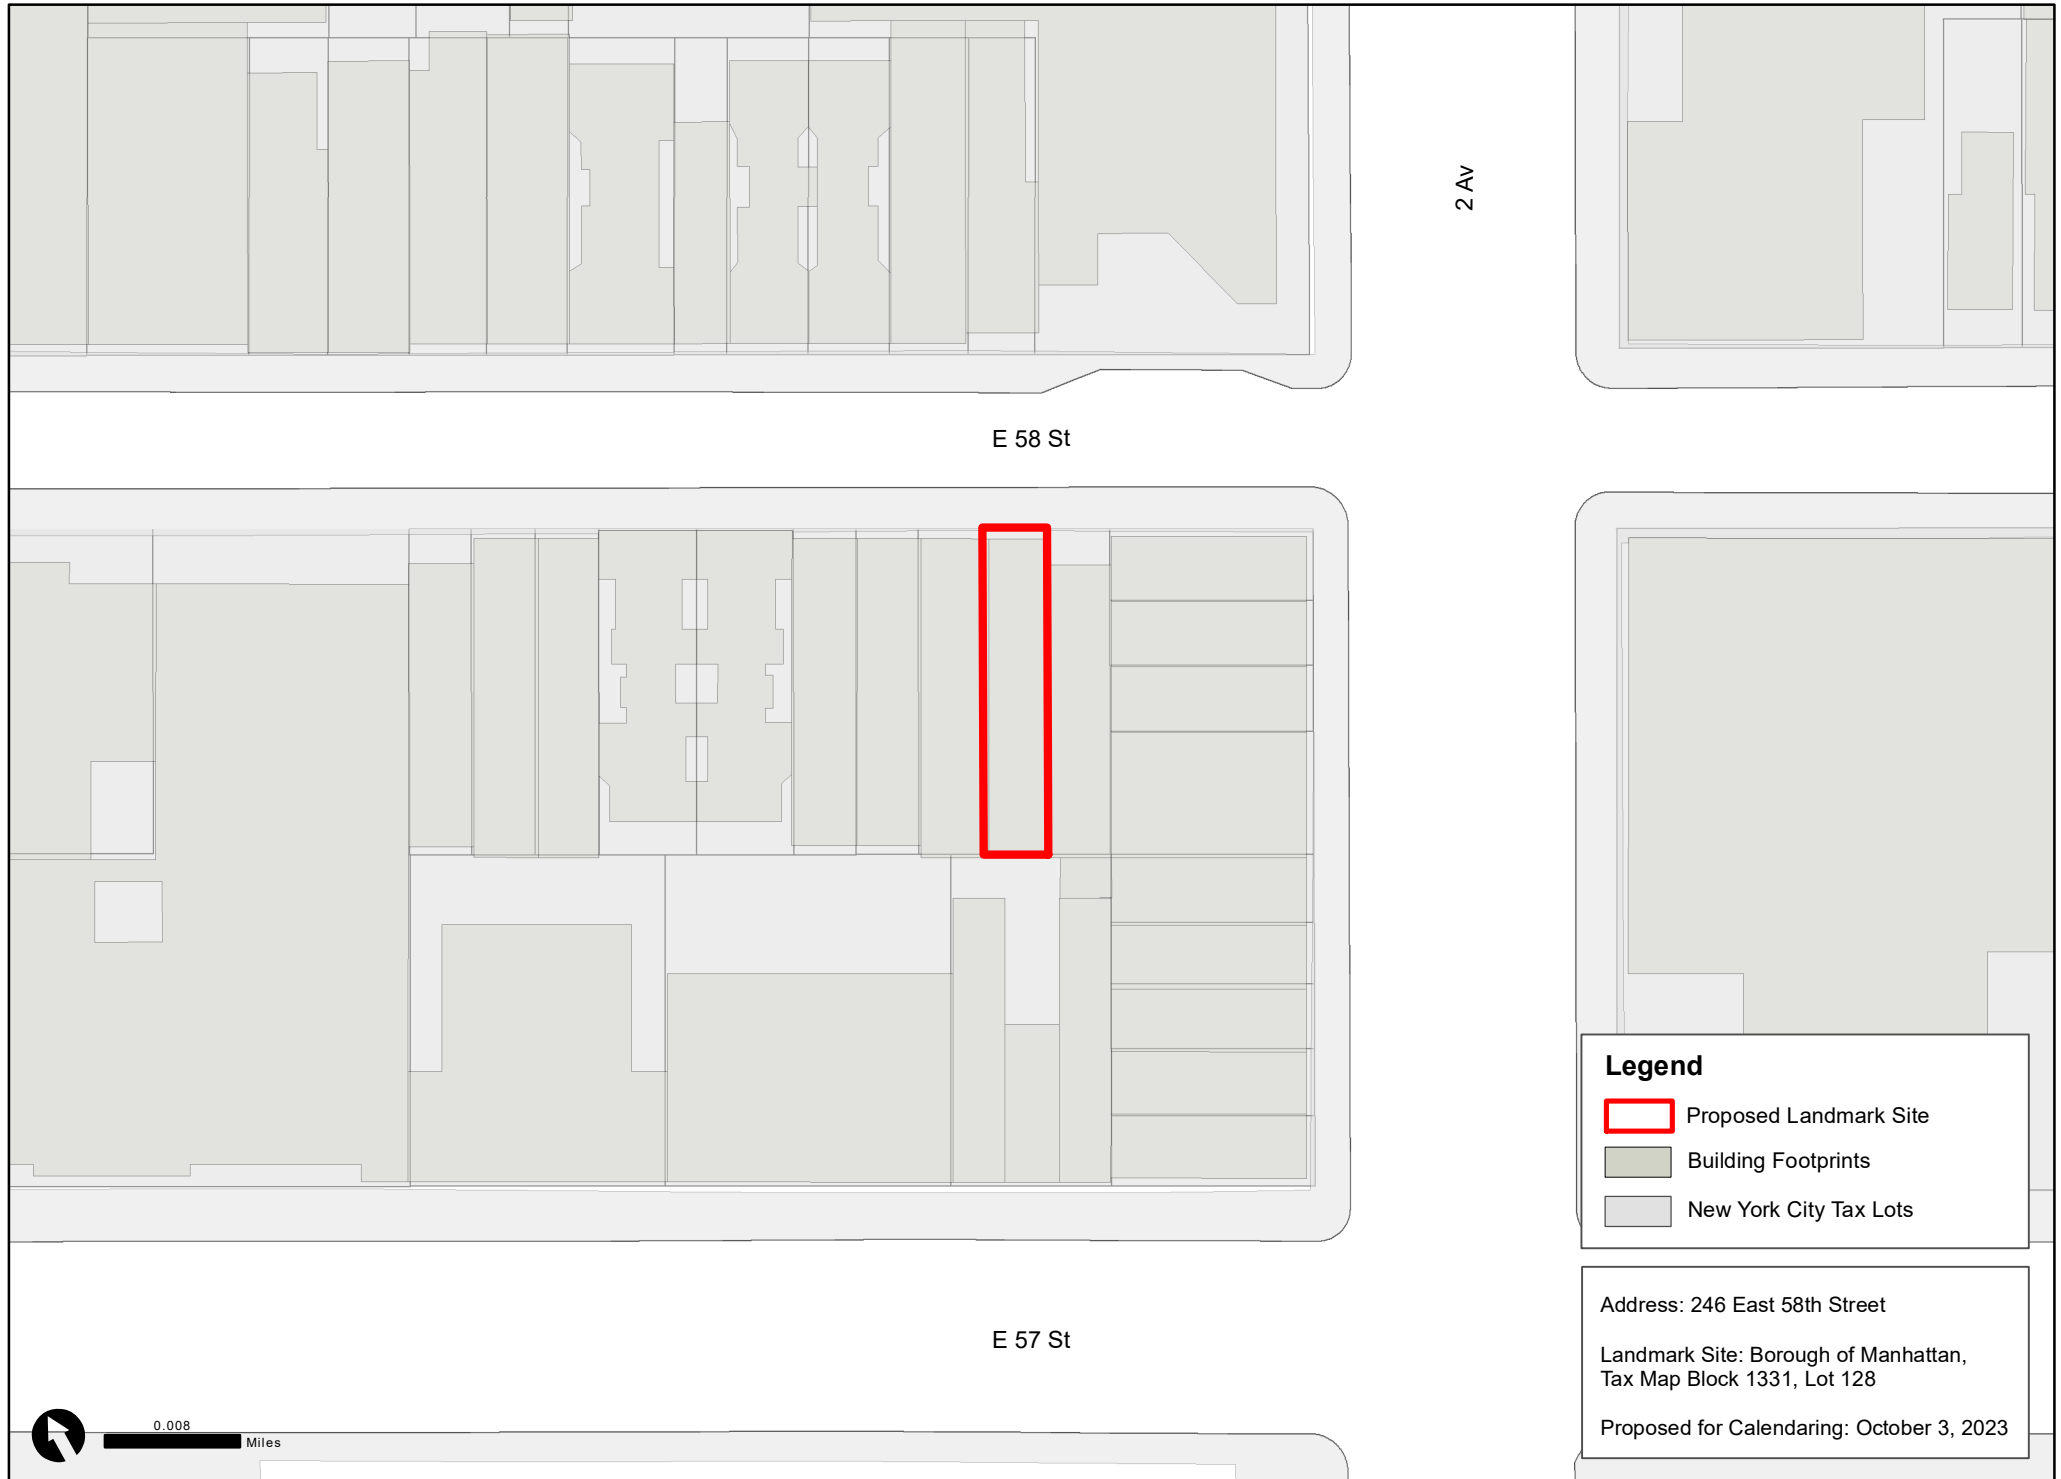 2 Av
E 58 St
Legend
Proposed Landmark Site
Building Footprints
New York City Tax Lots
Address: 246 East 58th Street
Landmark Site: Borough of Manhattan,
Tax Map Block 1331, Lot 128
Proposed for Calendaring: October 3, 2023
E 57 St
0.008
Miles